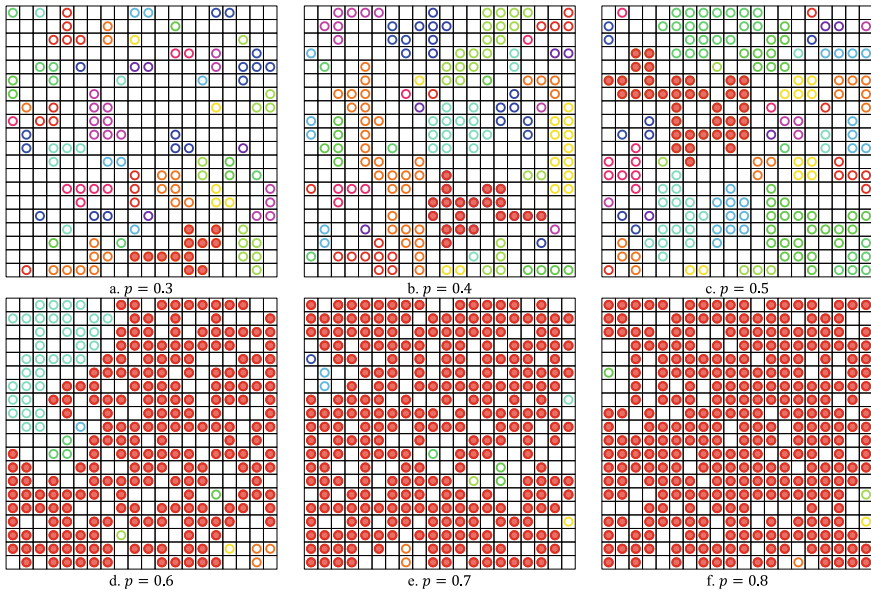 a. p = 0.3
b. p = 0.4
c. p = 0.5
d. p = 0.6
e. p = 0.7
f. p = 0.8